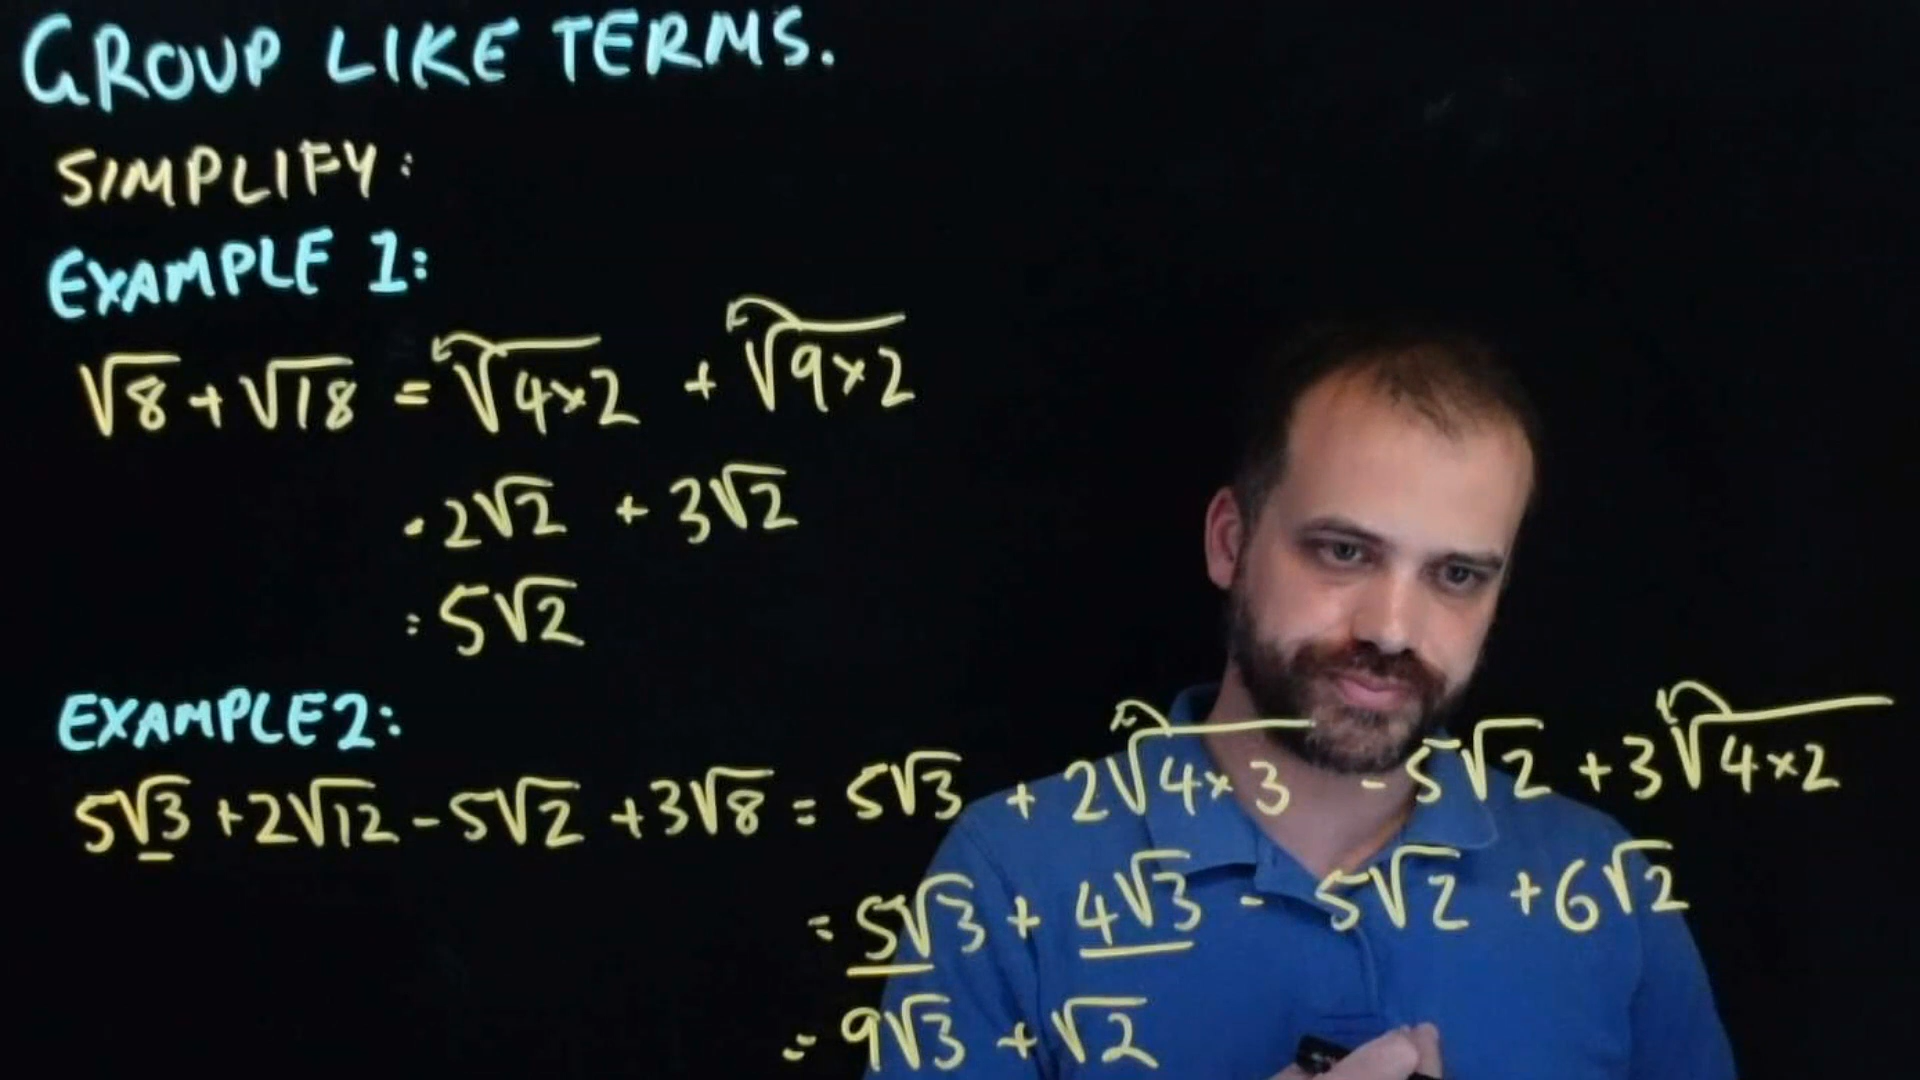 GROUP LIKE TERMS.
SIMPLIFY:
EXAMPLE 1:
√8 + √18 = √4×2 + √9×2
= 2√2 + 3√2
= 5√2
EXAMPLE 2:
5√3 + 2√12 - 5√2 + 3√8 = 5√3 + 2√4×3 - 5√2 + 3√4×2
= 5√3 + 4√3 - 5√2 + 6√2
= 9√3 + √2